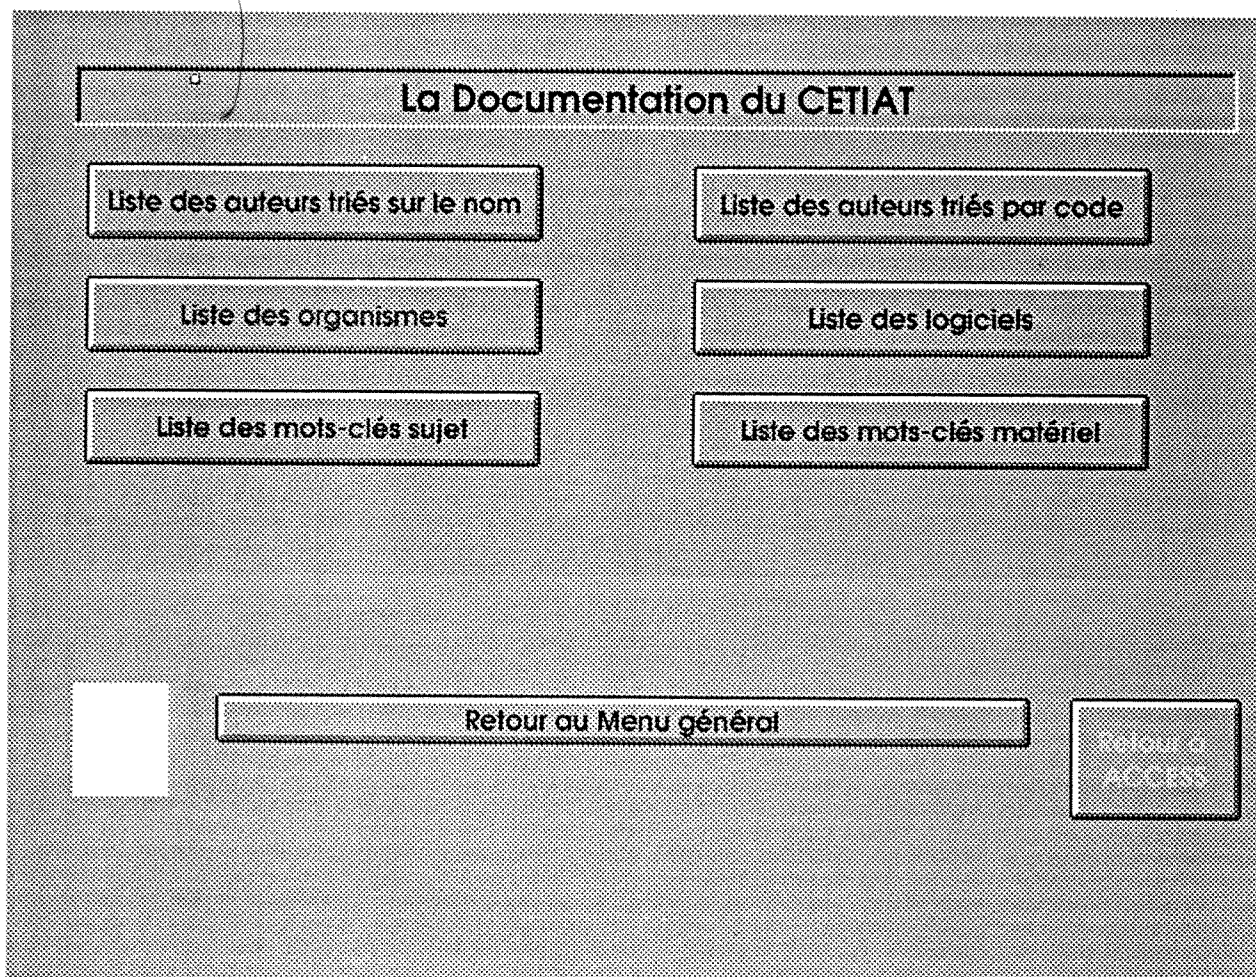 La Documentation du CETIAT
Liste des auteurs triés sur le nom
Liste des auteurs triés par code
Liste des organismes
Liste des logiciels
Liste des mots-clés sujet
Liste des mots-clés matériel
Retour au Menu général